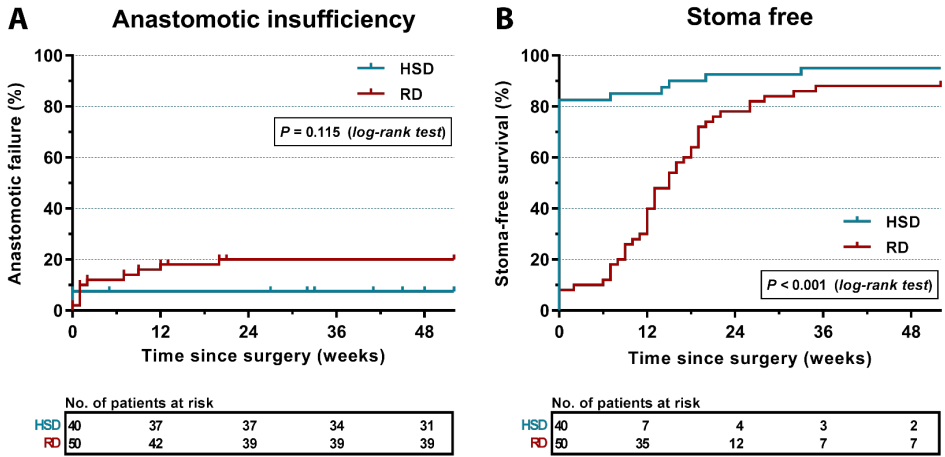 A
Anastomotic insufficiency
Anastomotic failure (%)
100
80
60
40
20
0
HSD
RD
P = 0.115 (log-rank test)
0 12 24 36 48
Time since surgery (weeks)
No. of patients at risk
HSD 40 37 37 34 31
RD 50 42 39 39 39
B
Stoma free
Stoma-free survival (%)
100
80
60
40
20
0
HSD
RD
P < 0.001 (log-rank test)
0 12 24 36 48
Time since surgery (weeks)
No. of patients at risk
HSD 40 7 4 3 2
RD 50 35 12 7 7